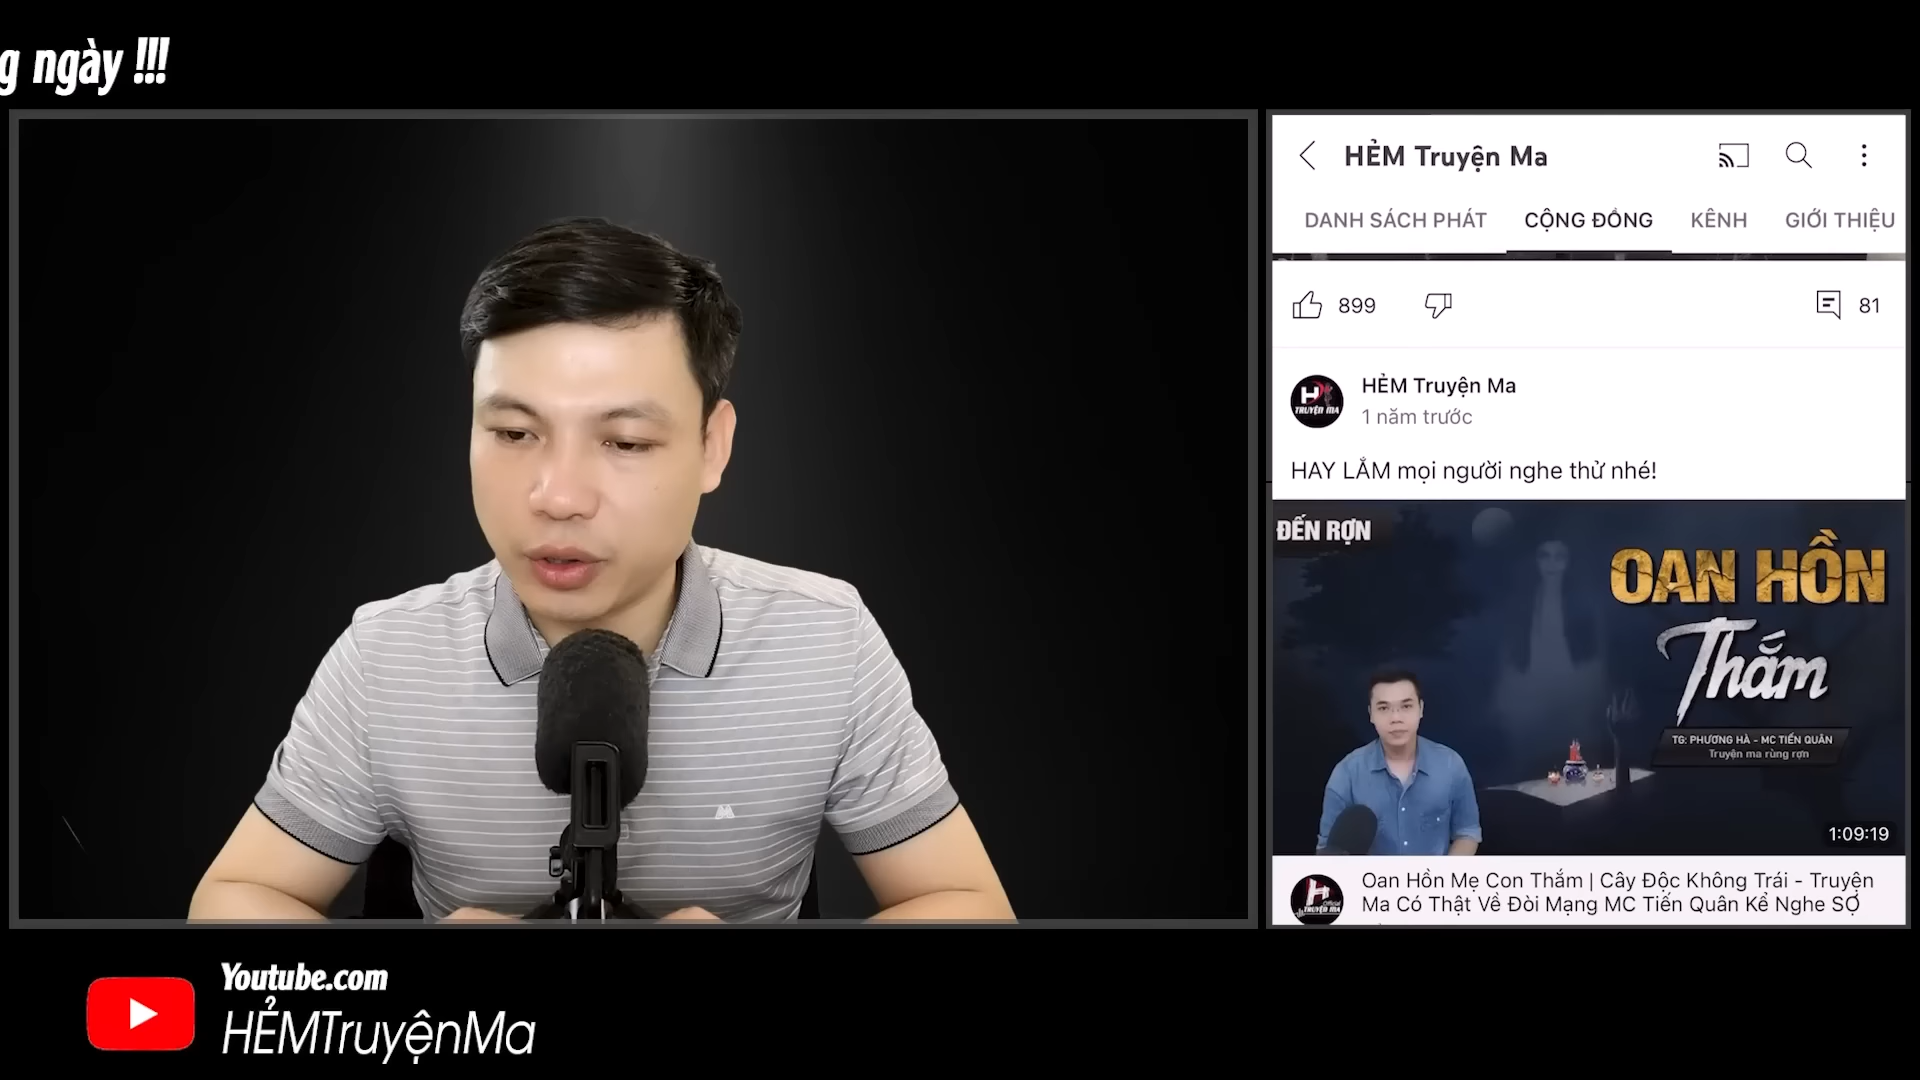 g ngày !!!
HẺM Truyện Ma
DANH SÁCH PHÁT CỘNG ĐỒNG KÊNH GIỚI THIỆU
899 81
HẺM Truyện Ma
1 năm trước
HAY LẮM mọi người nghe thử nhé!
ĐẾN RỢN
OAN HỒN
Thắm
TG: PHƯƠNG HÀ - MC TIẾN QUÂN
Truyện ma rùng rợn
1:09:19
Oan Hồn Mẹ Con Thắm | Cây Độc Không Trái - Truyện
Ma Có Thật Về Đòi Mạng MC Tiến Quân Kể Nghe SỢ
Youtube.com
HẺMTruyệnMa